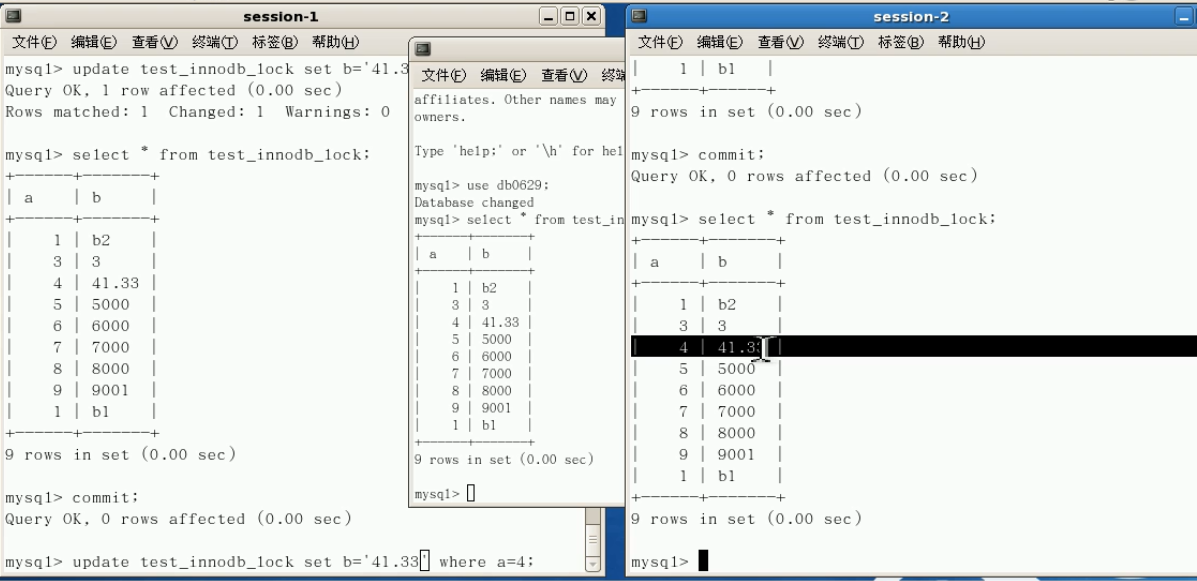 session-1
文件(F) 编辑(E) 查看(V) 终端(T) 标签(B) 帮助(H)
mysql> update test_innodb_lock set b='41.3
Query OK, 1 row affected (0.00 sec)
Rows matched: 1  Changed: 1  Warnings: 0
mysql> select * from test_innodb_lock;
+------+-------+
| a    | b     |
+------+-------+
|    1 | b2    |
|    3 | 3     |
|    4 | 41.33 |
|    5 | 5000  |
|    6 | 6000  |
|    7 | 7000  |
|    8 | 8000  |
|    9 | 9001  |
|    1 | b1    |
+------+-------+
9 rows in set (0.00 sec)
mysql> commit;
Query OK, 0 rows affected (0.00 sec)
mysql> update test_innodb_lock set b='41.33' where a=4;
文件(F) 编辑(E) 查看(V) 终
affiliates. Other names may
owners.
Type 'help;' or '\h' for hel
mysql> use db0629;
Database changed
mysql> select * from test_in
+------+-------+
| a    | b     |
+------+-------+
|    1 | b2    |
|    3 | 3     |
|    4 | 41.33 |
|    5 | 5000  |
|    6 | 6000  |
|    7 | 7000  |
|    8 | 8000  |
|    9 | 9001  |
|    1 | b1    |
+------+-------+
9 rows in set (0.00 sec)
mysql>
session-2
文件(F) 编辑(E) 查看(V) 终端(T) 标签(B) 帮助(H)
|    1 | b1    |
+------+-------+
9 rows in set (0.00 sec)
mysql> commit;
Query OK, 0 rows affected (0.00 sec)
mysql> select * from test_innodb_lock;
+------+-------+
| a    | b     |
+------+-------+
|    1 | b2    |
|    3 | 3     |
|    4 | 41.33 |
|    5 | 5000  |
|    6 | 6000  |
|    7 | 7000  |
|    8 | 8000  |
|    9 | 9001  |
|    1 | b1    |
+------+-------+
9 rows in set (0.00 sec)
mysql>